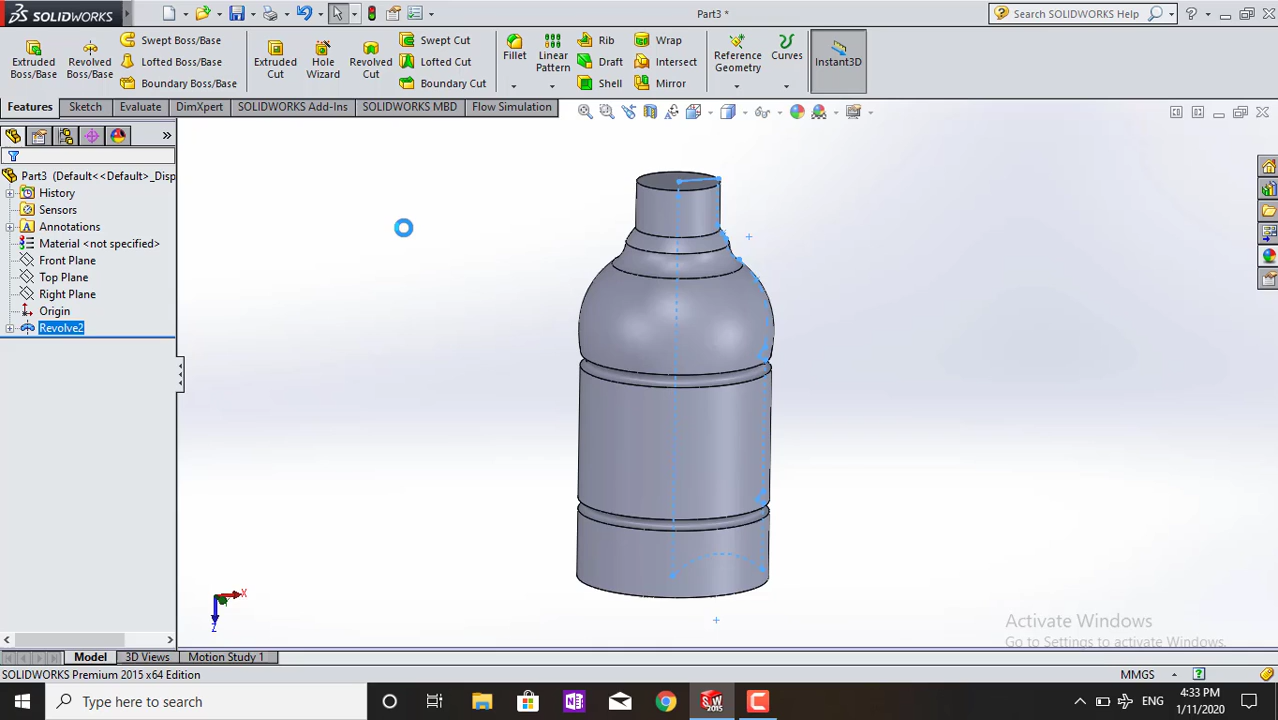 SOLIDWORKS
Part3 *
Search SOLIDWORKS Help
Extruded Boss/Base
Revolved Boss/Base
Swept Boss/Base
Lofted Boss/Base
Boundary Boss/Base
Extruded Cut
Hole Wizard
Revolved Cut
Swept Cut
Lofted Cut
Boundary Cut
Fillet
Linear Pattern
Rib
Draft
Shell
Wrap
Intersect
Mirror
Reference Geometry
Curves
Instant3D
Features Sketch Evaluate DimXpert SOLIDWORKS Add-Ins SOLIDWORKS MBD Flow Simulation
Part3 (Default<<Default>_Disp
History
Sensors
Annotations
Material <not specified>
Front Plane
Top Plane
Right Plane
Origin
Revolve2
X
Z
Activate Windows
Go to Settings to activate Windows.
Model 3D Views Motion Study 1
SOLIDWORKS Premium 2015 x64 Edition
MMGS
Type here to search
SW
2015
ENG
4:33 PM
1/11/2020